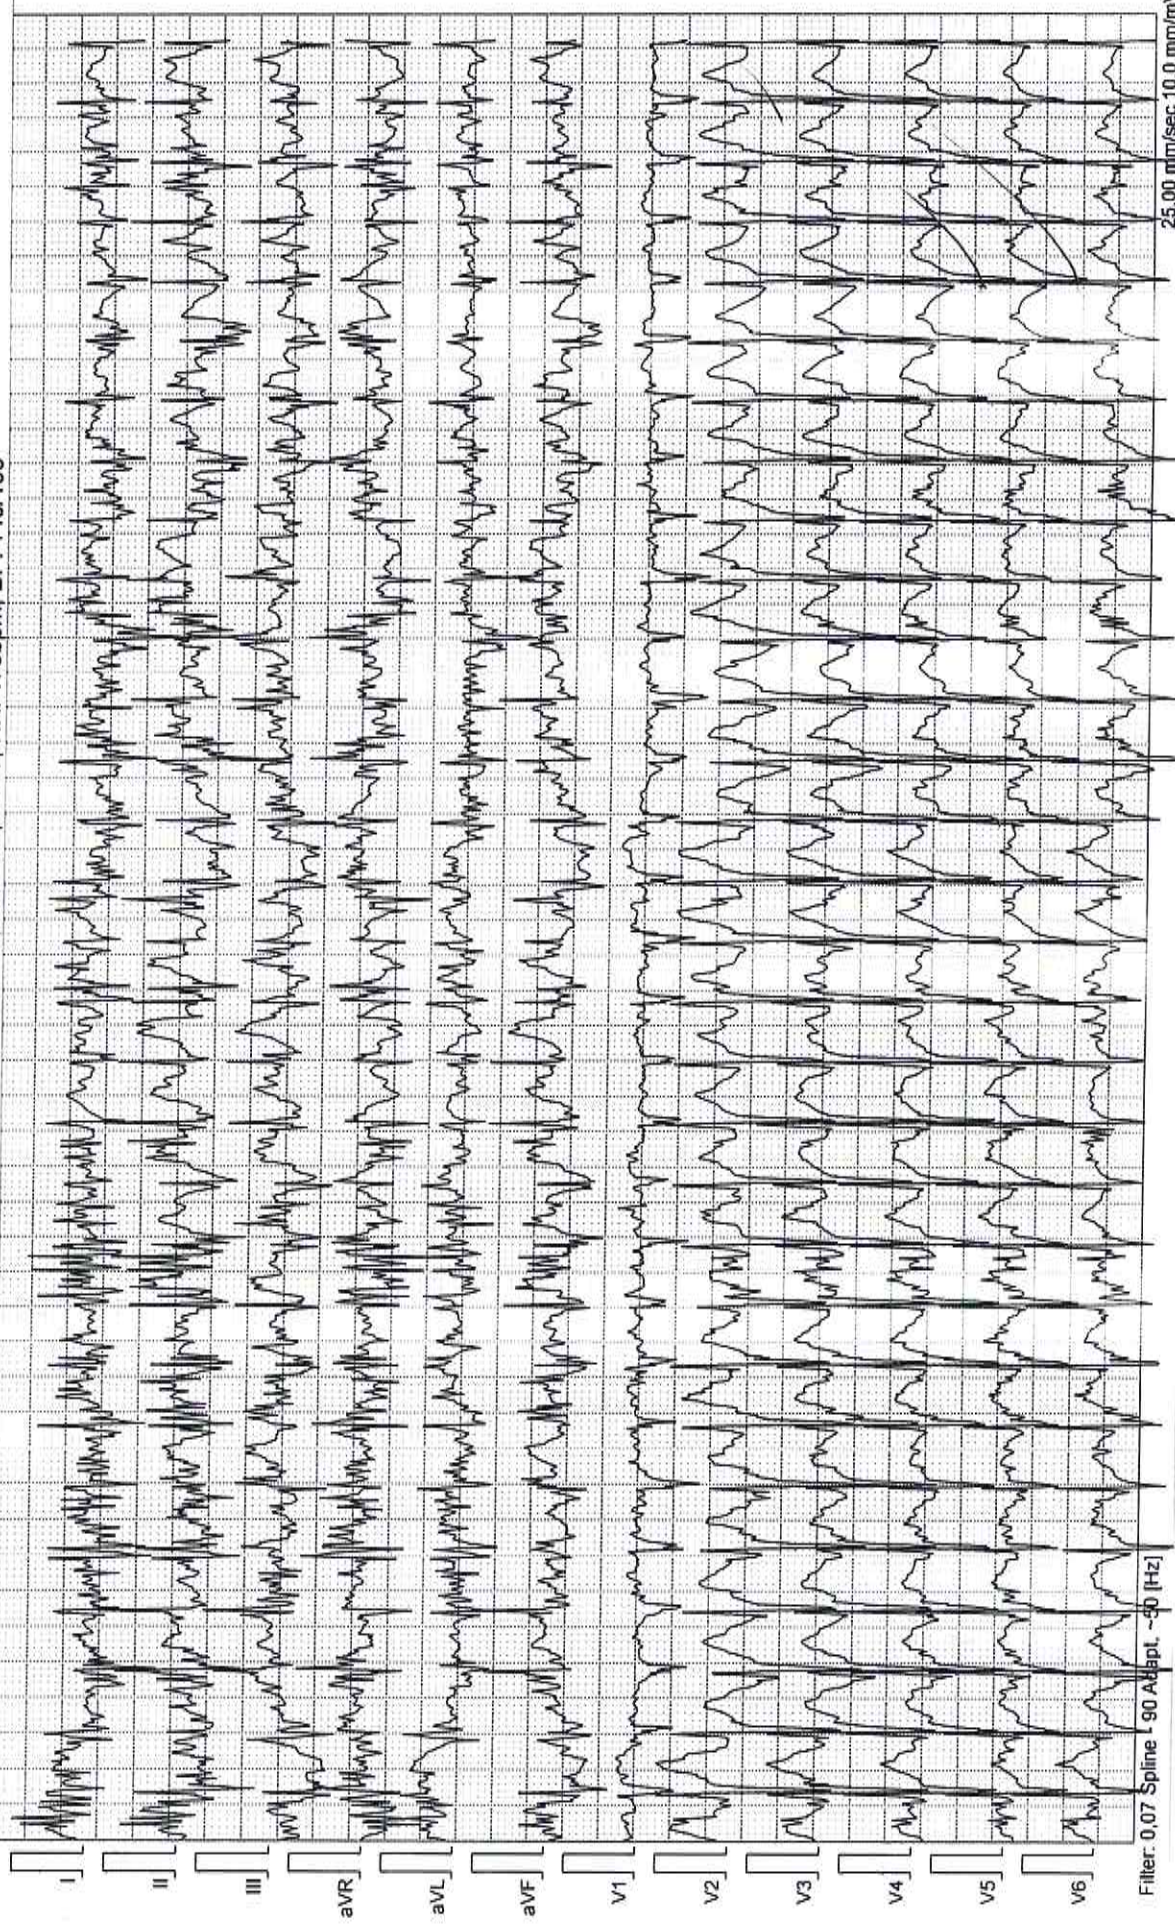 I
II
III
aVR
aVL
aVF
V1
V2
V3
V4
V5
V6
Filter: 0,07 Spline - 90 Adapt. ~50 [Hz]
25,00 mm/sec 10,0 mm/m